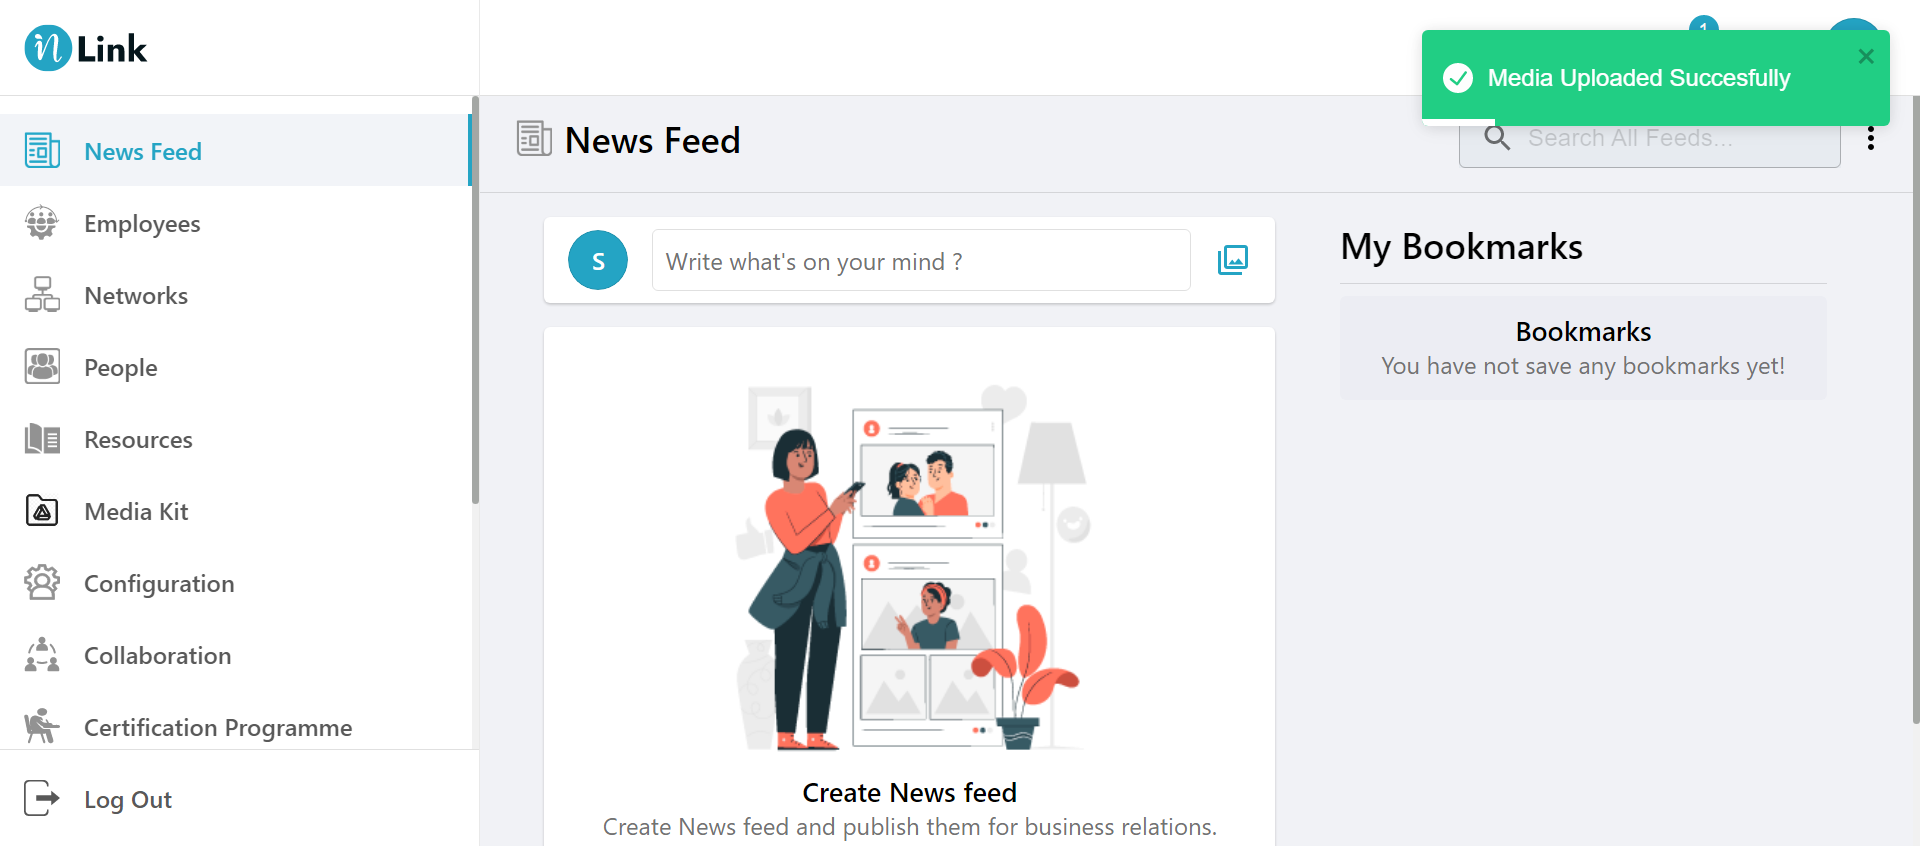 n Link
1
Media Uploaded Succesfully
News Feed
Employees
Networks
People
Resources
Media Kit
Configuration
Collaboration
Certification Programme
Log Out
News Feed
Search All Feeds...
S
Write what's on your mind ?
My Bookmarks
Bookmarks
You have not save any bookmarks yet!
Create News feed
Create News feed and publish them for business relations.